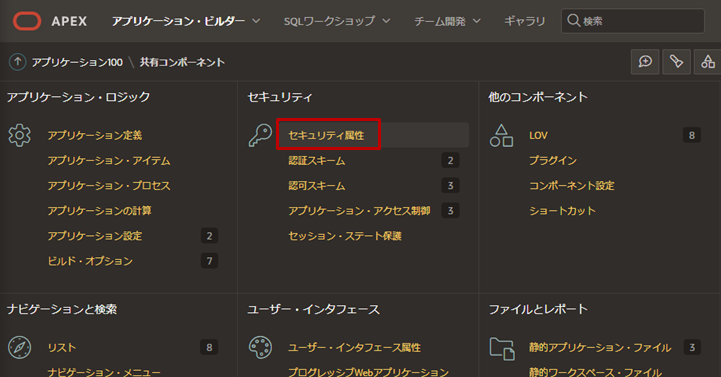 APEX アプリケーション・ビルダー SQLワークショップ チーム開発 ギャラリ 検索
アプリケーション100 \ 共有コンポーネント
アプリケーション・ロジック
アプリケーション定義
アプリケーション・アイテム
アプリケーション・プロセス
アプリケーションの計算
アプリケーション設定 2
ビルド・オプション 7
セキュリティ
セキュリティ属性
認証スキーム 2
認可スキーム 3
アプリケーション・アクセス制御 3
セッション・ステート保護
他のコンポーネント
LOV 8
プラグイン
コンポーネント設定
ショートカット
ナビゲーションと検索
リスト 8
ナビゲーション・メニュー
ユーザー・インタフェース
ユーザー・インタフェース属性
プログレッシブWebアプリケーション
ファイルとレポート
静的アプリケーション・ファイル 3
静的ワークスペース・ファイル